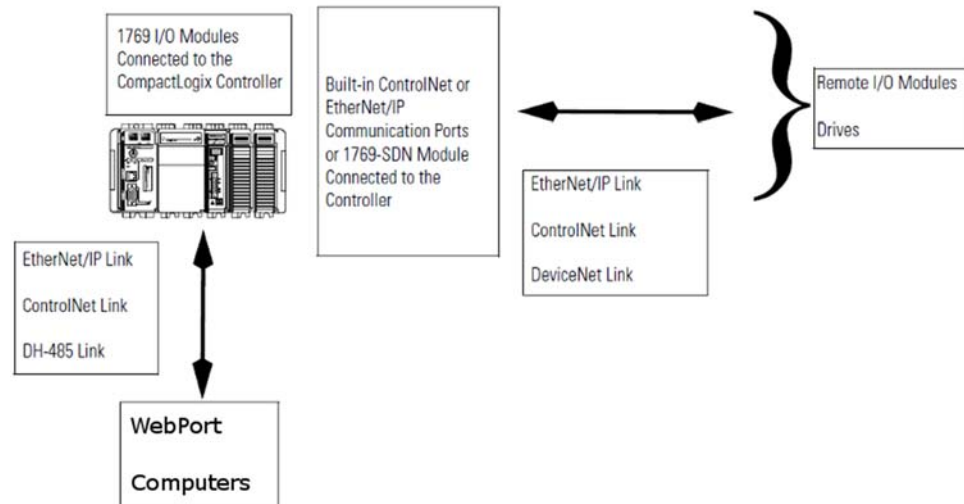 1769 I/O Modules
Connected to the
CompactLogix Controller
Built-in ControlNet or
EtherNet/IP
Communication Ports
or 1769-SDN Module
Connected to the
Controller
Remote I/O Modules
Drives
EtherNet/IP Link
ControlNet Link
DeviceNet Link
EtherNet/IP Link
ControlNet Link
DH-485 Link
WebPort
Computers